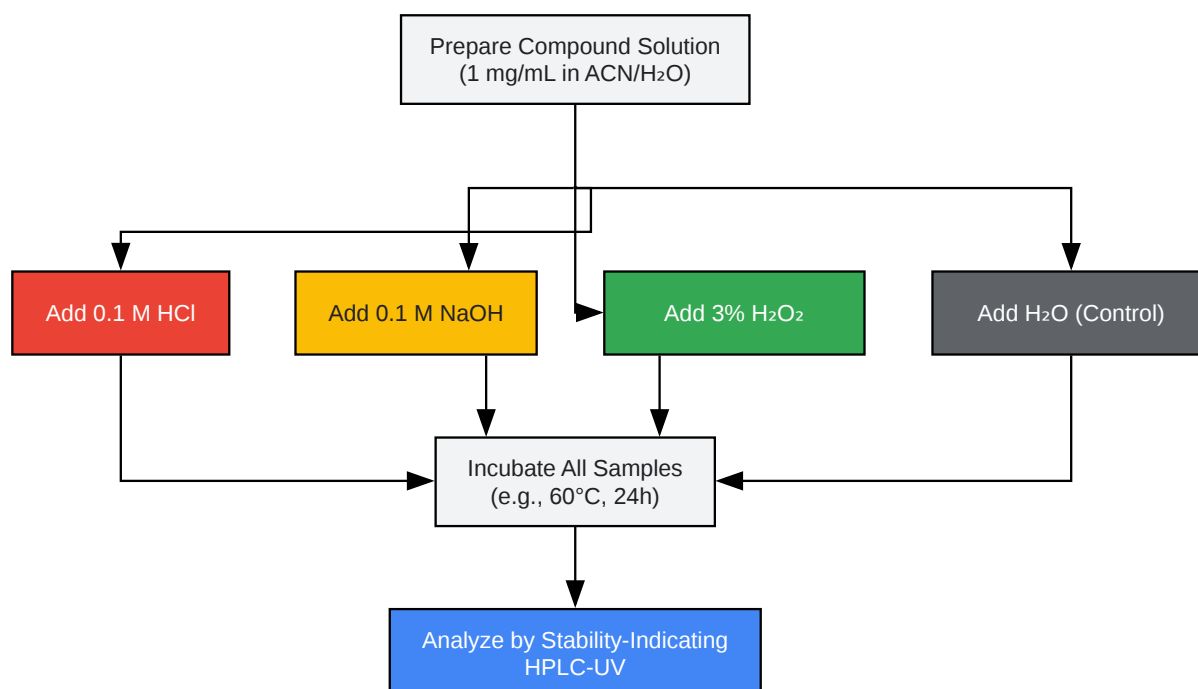 Prepare Compound Solution
(1 mg/mL in ACN/H₂O)
Add 0.1 M HCl
Add 0.1 M NaOH
Add 3% H₂O₂
Add H₂O (Control)
Incubate All Samples
(e.g., 60°C, 24h)
Analyze by Stability-Indicating
HPLC-UV